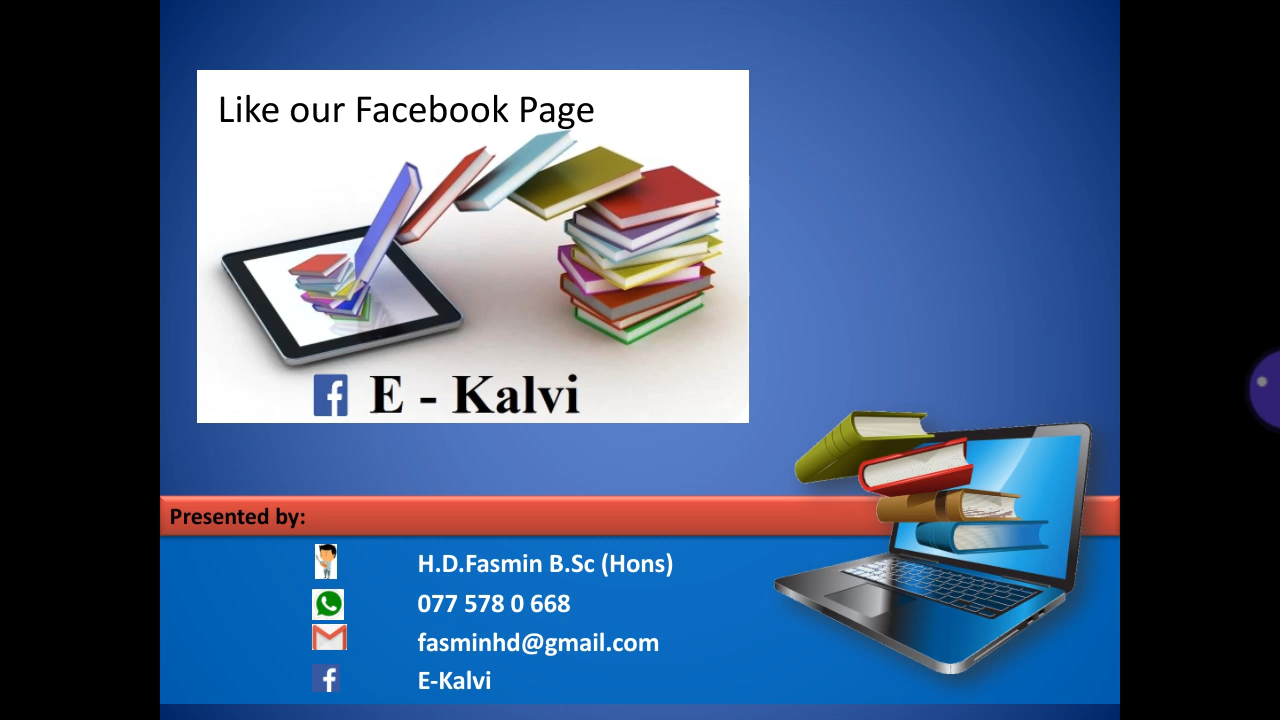 Like our Facebook Page
E - Kalvi
Presented by:
H.D.Fasmin B.Sc (Hons)
077 578 0 668
fasminhd@gmail.com
E-Kalvi